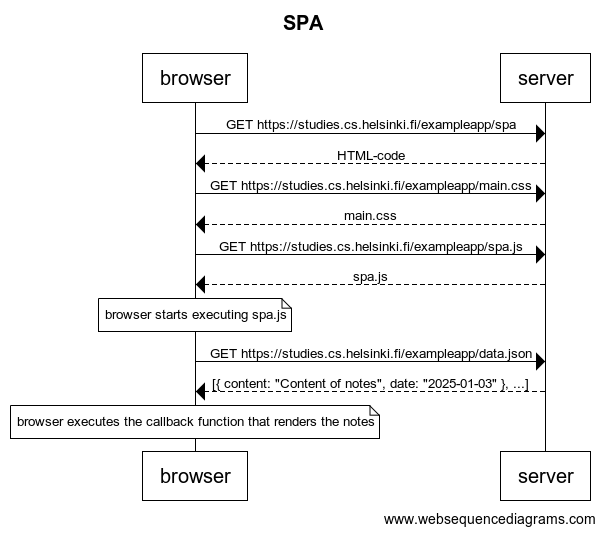 SPA
browser server
GET https://studies.cs.helsinki.fi/exampleapp/spa
HTML-code
GET https://studies.cs.helsinki.fi/exampleapp/main.css
main.css
GET https://studies.cs.helsinki.fi/exampleapp/spa.js
spa.js
browser starts executing spa.js
GET https://studies.cs.helsinki.fi/exampleapp/data.json
[{ content: "Content of notes", date: "2025-01-03" }, ...]
browser executes the callback function that renders the notes
browser server
www.websequencediagrams.com